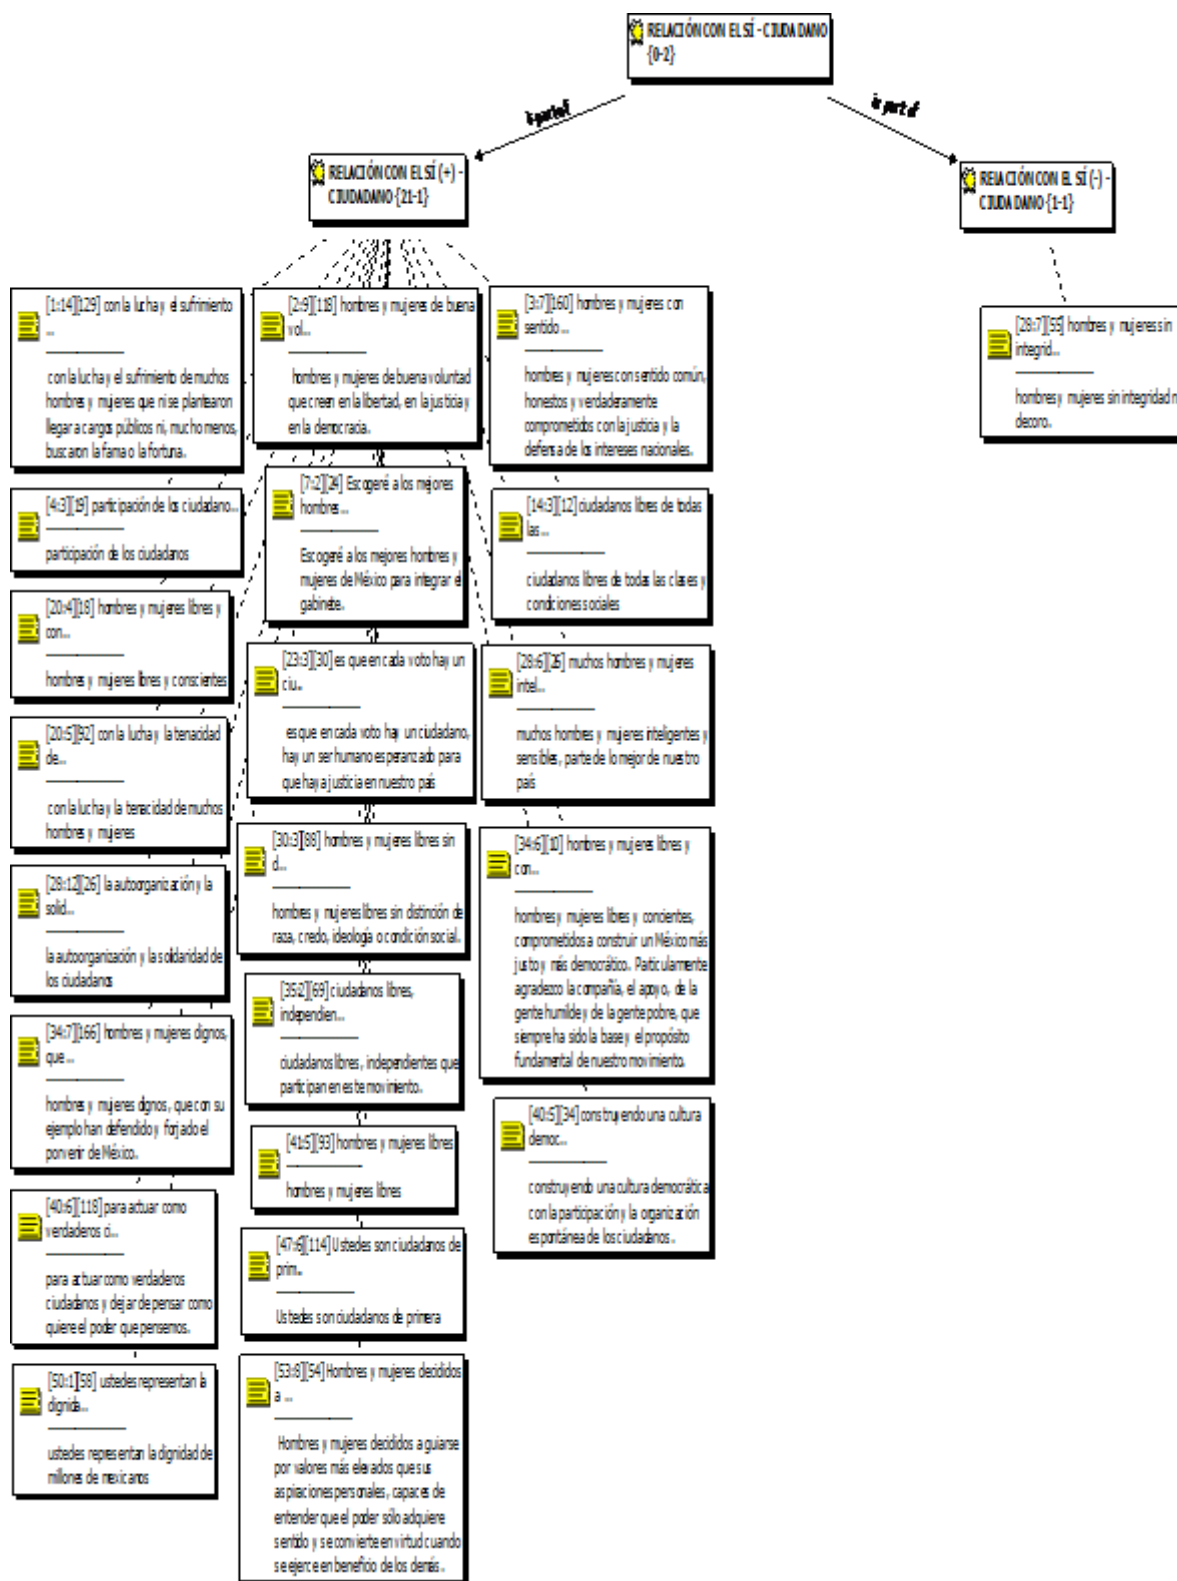 RELACIÓN CON EL SÍ - CIUDADANO
{0-2}
is part of
is part of
RELACIÓN CON EL SÍ (+) -
CIUDADANO {21-1}
RELACIÓN CON EL SÍ (-) -
CIUDADANO {1-1}
[1:14][129] con la lucha y el sufrimiento
...
con la lucha y el sufrimiento de muchos
hombres y mujeres que ni se plantearon
llegar a cargos públicos ni, mucho menos,
buscaron la fama o la fortuna.
[2:9][118] hombres y mujeres de buena
vol...
hombres y mujeres de buena voluntad
que creen en la libertad, en la justicia y
en la democracia.
[3:7][160] hombres y mujeres con
sentido ...
hombres y mujeres con sentido común,
honestos y verdaderamente
comprometidos con la justicia y la
defensa de los intereses nacionales.
[28:7][55] hombres y mujeres sin
integrid...
hombres y mujeres sin integridad n
decoro.
[4:3][19] participación de los ciudadano...
participación de los ciudadanos
[7:2][24] Escogeré a los mejores
hombres...
Escogeré a los mejores hombres y
mujeres de México para integrar el
gabinete.
[14:3][12] ciudadanos libres de todas
las...
ciudadanos libres de todas las clases y
condiciones sociales
[20:4][18] hombres y mujeres libres y
con...
hombres y mujeres libres y conscientes
[23:3][30] es que en cada voto hay un
ciu...
es que en cada voto hay un ciudadano,
hay un ser humano esperanzado para
que haya justicia en nuestro país
[28:6][26] muchos hombres y mujeres
intel...
muchos hombres y mujeres inteligentes y
sensibles, parte de lo mejor de nuestro
país
[20:5][92] con la lucha y la tenacidad
de...
con la lucha y la tenacidad de muchos
hombres y mujeres
[30:3][88] hombres y mujeres libres sin
d...
hombres y mujeres libres sin distinción de
raza, credo, ideología o condición social.
[34:6][10] hombres y mujeres libres y
con...
hombres y mujeres libres y concientes,
comprometidos a construir un México más
justo y más democrático. Paticularmente
agradezco la compañía, el apoyo, de la
gente humilde y de la gente pobre, que
siempre ha sido la base y el propósito
fundamental de nuestro movimiento.
[28:12][26] la autoorganización y la
solid...
la autoorganización y la solidaridad de
los ciudadanos
[35:2][69] ciudadanos libres,
independien...
ciudadanos libres, independientes que
participan en este movimiento.
[34:7][166] hombres y mujeres dignos,
que ...
hombres y mujeres dignos, que con su
ejemplo han defendido y forjado el
porvenir de México.
[40:5][34] construyendo una cultura
democ...
construyendo una cultura democrática
con la participación y la organización
espontánea de los ciudadanos .
[41:5][93] hombres y mujeres libres
hombres y mujeres libres
[40:6][118] para actuar como
verdaderos ci...
para actuar como verdaderos
ciudadanos y dejar de pensar como
quiere el poder que pensemos.
[47:6][114] Ustedes son ciudadanos de
prim...
Ustedes son ciudadanos de primera
[50:1][58] ustedes representan la
dignida...
ustedes representan la dignidad de
millones de mexicanos
[53:8][54] Hombres y mujeres decididos
a ...
Hombres y mujeres decididos a guiarse
por valores más elevados que sus
aspiraciones personales, capaces de
entender que el poder sólo adquiere
sentido y se convierte en virtud cuando
se ejerce en beneficio de los demás.